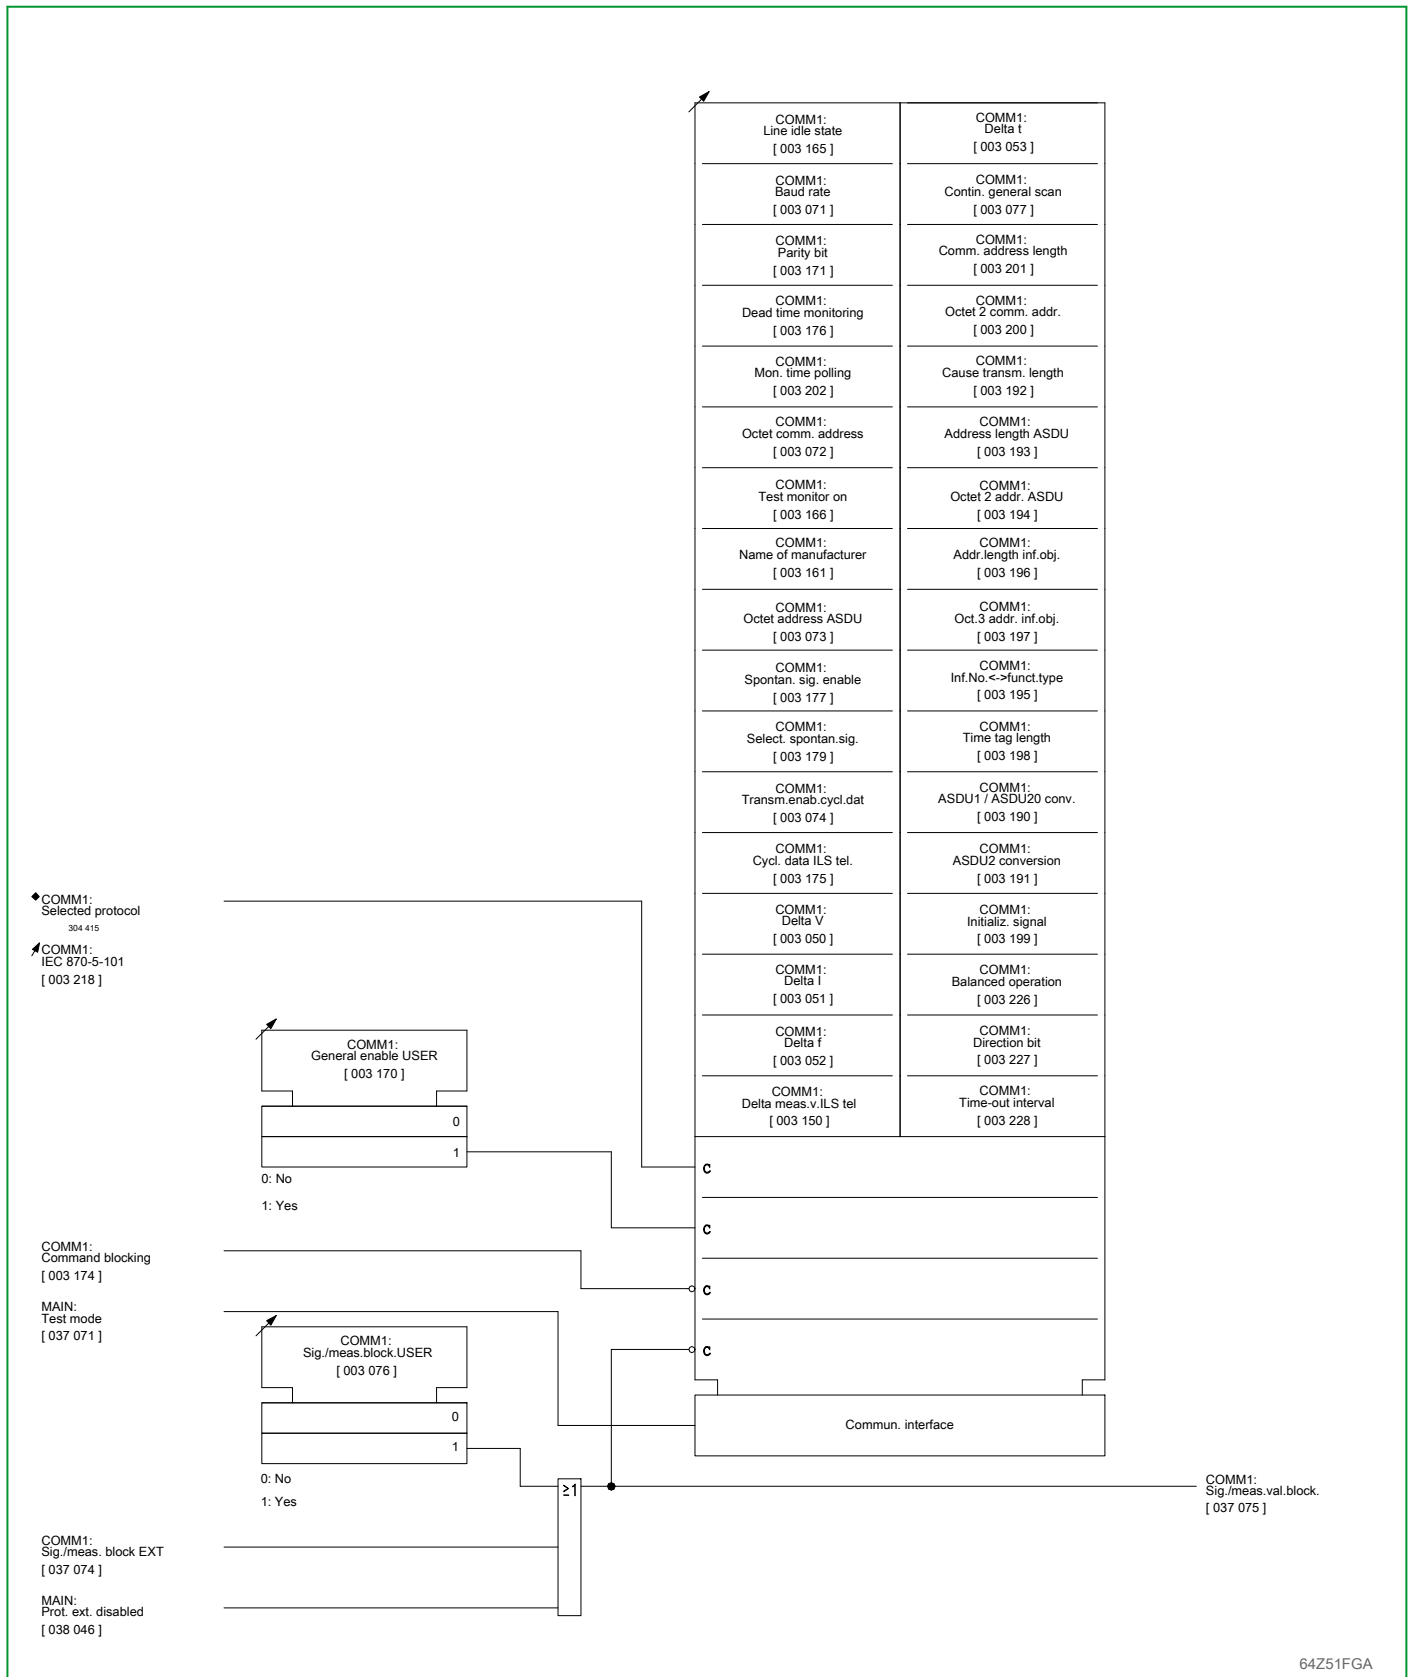 COMM1:
Line idle state
[ 003 165 ]
COMM1:
Delta t
[ 003 053 ]
COMM1:
Baud rate
[ 003 071 ]
COMM1:
Contin. general scan
[ 003 077 ]
COMM1:
Parity bit
[ 003 171 ]
COMM1:
Comm. address length
[ 003 201 ]
COMM1:
Dead time monitoring
[ 003 176 ]
COMM1:
Octet 2 comm. addr.
[ 003 200 ]
COMM1:
Mon. time polling
[ 003 202 ]
COMM1:
Cause transm. length
[ 003 192 ]
COMM1:
Octet comm. address
[ 003 072 ]
COMM1:
Address length ASDU
[ 003 193 ]
COMM1:
Test monitor on
[ 003 166 ]
COMM1:
Octet 2 addr. ASDU
[ 003 194 ]
COMM1:
Name of manufacturer
[ 003 161 ]
COMM1:
Addr.length inf.obj.
[ 003 196 ]
COMM1:
Octet address ASDU
[ 003 073 ]
COMM1:
Oct.3 addr. inf.obj.
[ 003 197 ]
COMM1:
Spontan. sig. enable
[ 003 177 ]
COMM1:
Inf.No.<->funct.type
[ 003 195 ]
COMM1:
Select. spontan.sig.
[ 003 179 ]
COMM1:
Time tag length
[ 003 198 ]
COMM1:
Transm.enab.cycl.dat
[ 003 074 ]
COMM1:
ASDU1 / ASDU20 conv.
[ 003 190 ]
COMM1:
Cycl. data ILS tel.
[ 003 175 ]
COMM1:
ASDU2 conversion
[ 003 191 ]
COMM1:
Delta V
[ 003 050 ]
COMM1:
Initializ. signal
[ 003 199 ]
COMM1:
Delta I
[ 003 051 ]
COMM1:
Balanced operation
[ 003 226 ]
COMM1:
Delta f
[ 003 052 ]
COMM1:
Direction bit
[ 003 227 ]
COMM1:
Delta meas.v.ILS tel
[ 003 150 ]
COMM1:
Time-out interval
[ 003 228 ]
COMM1:
Selected protocol
304 415
COMM1:
IEC 870-5-101
[ 003 218 ]
COMM1:
General enable USER
[ 003 170 ]
0
1
0: No
1: Yes
C
C
C
C
COMM1:
Command blocking
[ 003 174 ]
MAIN:
Test mode
[ 037 071 ]
COMM1:
Sig./meas.block.USER
[ 003 076 ]
0
1
0: No
1: Yes
Commun. interface
≥1
COMM1:
Sig./meas.val.block.
[ 037 075 ]
COMM1:
Sig./meas. block EXT
[ 037 074 ]
MAIN:
Prot. ext. disabled
[ 038 046 ]
64Z51FGA